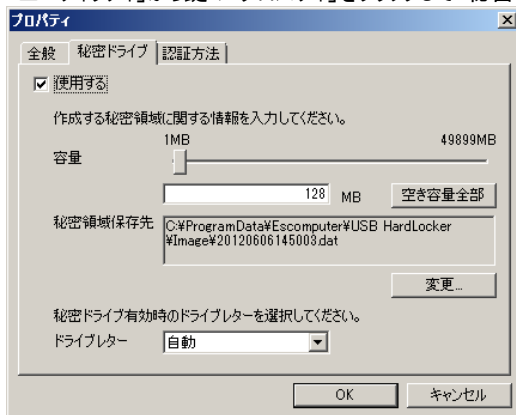 プロパティ
全般 秘密ドライブ 認証方法
使用する
作成する秘密領域に関する情報を入力してください。
1MB 49899MB
容量
128 MB 空き容量全部
秘密領域保存先 C:¥ProgramData¥Escomputer¥USB HardLocker
¥Image¥20120606145003.dat
変更...
秘密ドライブ有効時のドライブレターを選択してください。
ドライブレター 自動
OK キャンセル